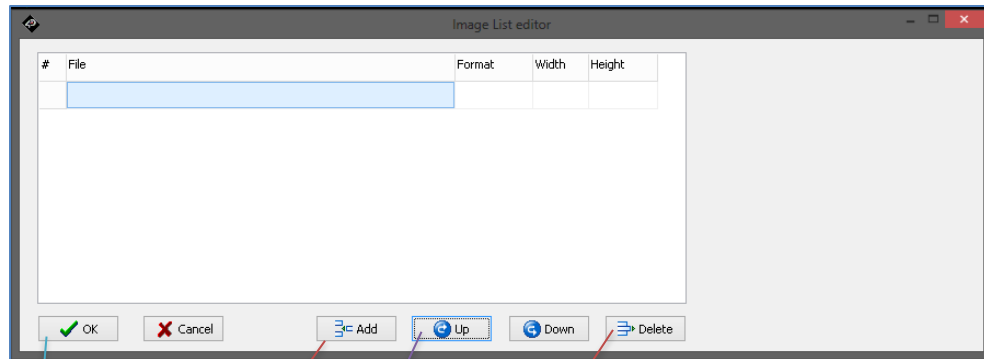 Image List editor
# File Format Width Height
OK Cancel Add Up Down Delete